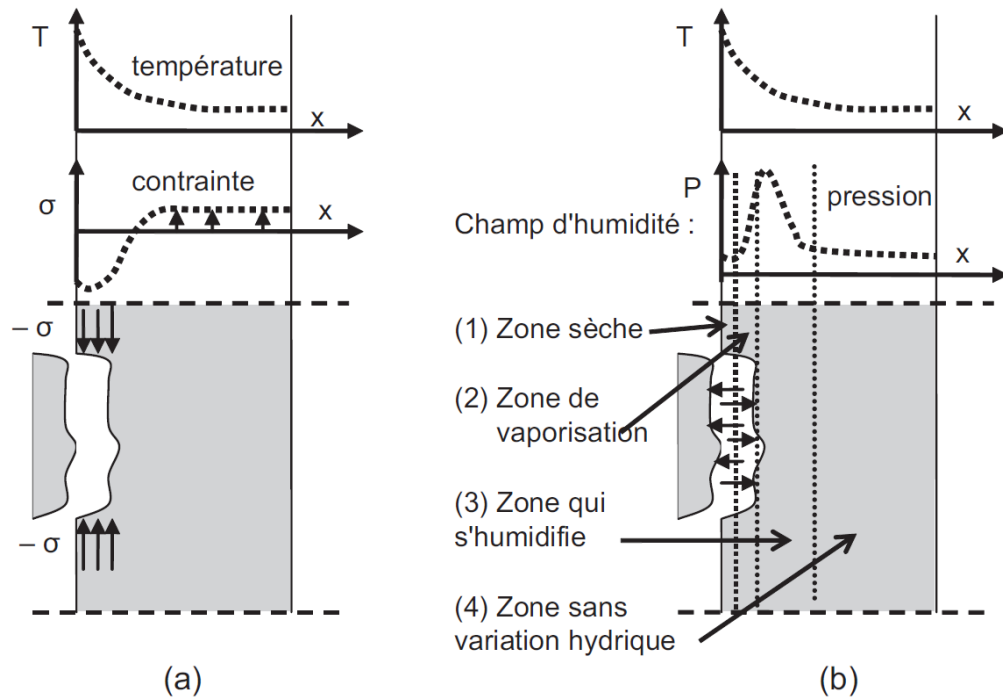 T
température
x
σ
contrainte
x
– σ
– σ
(a)
T
x
P
pression
Champ d'humidité :
x
(1) Zone sèche
(2) Zone de
vaporisation
(3) Zone qui
s'humidifie
(4) Zone sans
variation hydrique
(b)